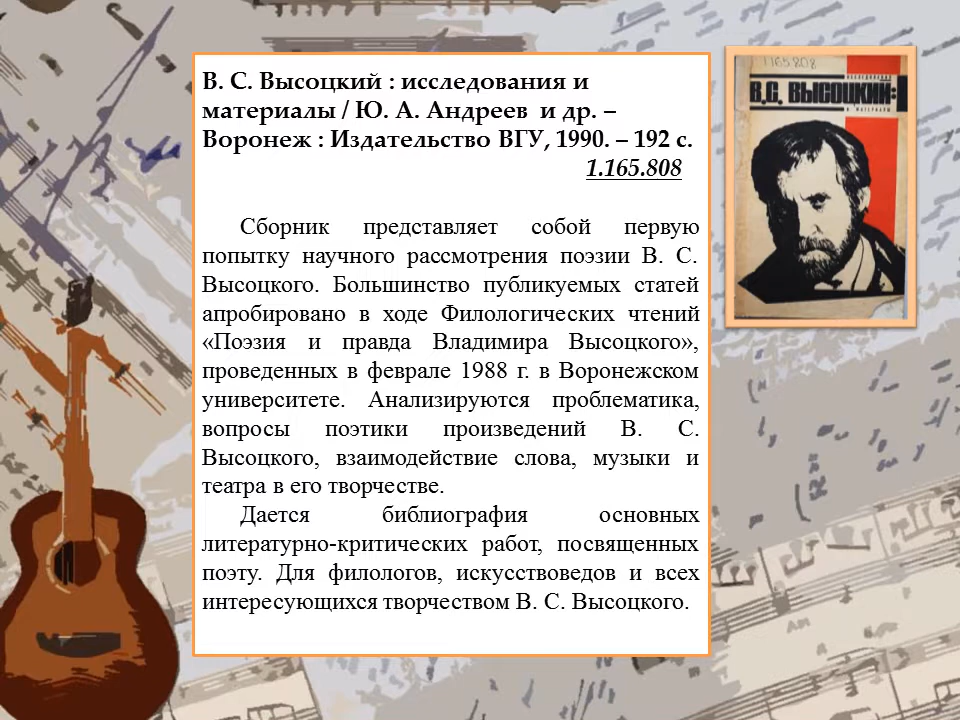 В. С. Высоцкий : исследования и
материалы / Ю. А. Андреев и др. –
Воронеж : Издательство ВГУ, 1990. – 192 с.
1.165.808
Сборник представляет собой первую
попытку научного рассмотрения поэзии В. С.
Высоцкого. Большинство публикуемых статей
апробировано в ходе Филологических чтений
«Поэзия и правда Владимира Высоцкого»,
проведенных в феврале 1988 г. в Воронежском
университете. Анализируются проблематика,
вопросы поэтики произведений В. С.
Высоцкого, взаимодействие слова, музыки и
театра в его творчестве.
Дается библиография основных
литературно-критических работ, посвященных
поэту. Для филологов, искусствоведов и всех
интересующихся творчеством В. С. Высоцкого.
1165.808
В.С. ВЫСОЦКИЙ: